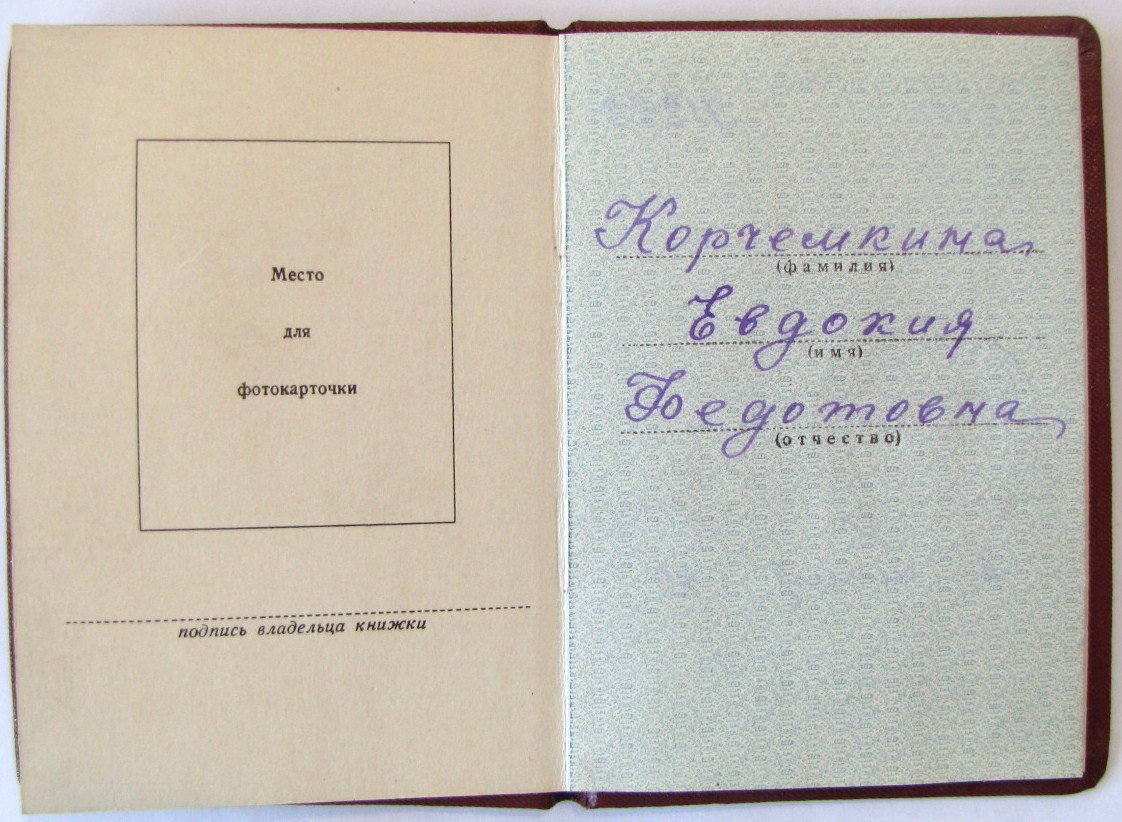 Место
для
фотокарточки
подпись владельца книжки
Корчемкина
(фамилия)
Евдокия
(имя)
Федотовна
(отчество)